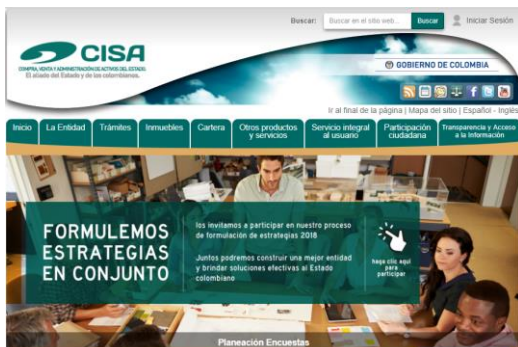 Buscar:
Buscar en el sitio web...
Buscar
Iniciar Sesión
CISA
COMPRA, VENTA Y ADMINISTRACIÓN DE ACTIVOS DEL ESTADO.
El aliado del Estado y de los colombianos.
GOBIERNO DE COLOMBIA
Ir al final de la página | Mapa del sitio | Español - Inglés
Inicio
La Entidad
Trámites
Inmuebles
Cartera
Otros productos
y servicios
Servicio integral
al usuario
Participación
ciudadana
Transparencia y Acceso
a la Información
FORMULEMOS
ESTRATEGIAS
EN CONJUNTO
los invitamos a participar en nuestro proceso
de formulación de estrategias 2018
Juntos podremos construir una mejor entidad
y brindar soluciones efectivas al Estado
colombiano
haga clic aquí
para
participar
Planeación Encuestas